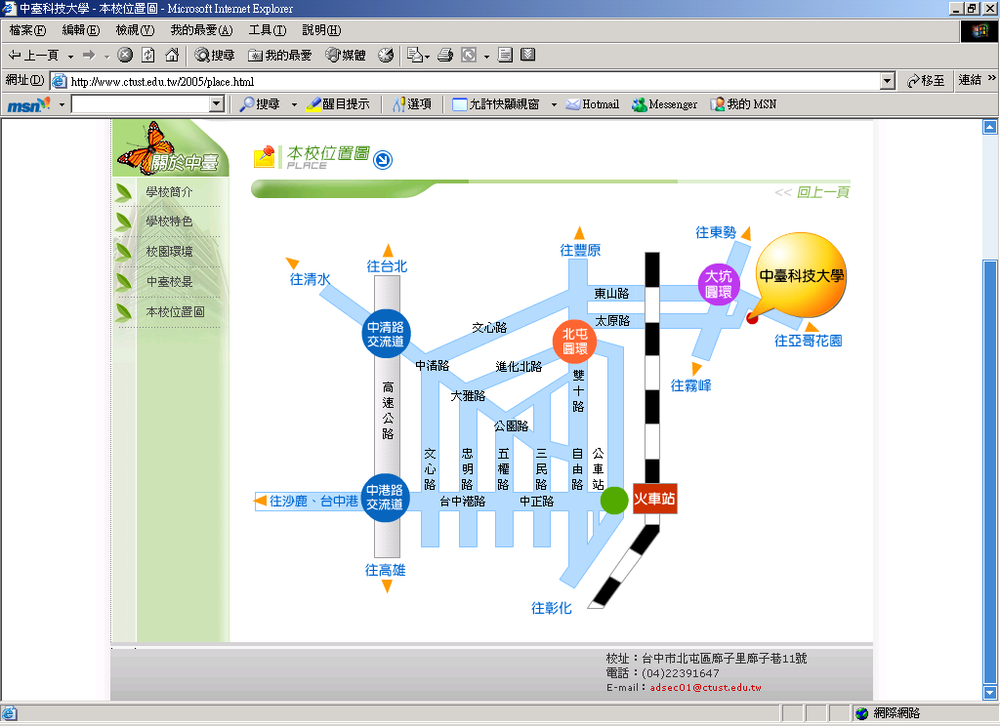 中臺科技大學 - 本校位置圖 - Microsoft Internet Explorer
檔案(F) 編輯(E) 檢視(V) 我的最愛(A) 工具(T) 說明(H)
上一頁 搜尋 我的最愛 媒體
網址(D) http://www.ctust.edu.tw/2005/place.html 移至 連結 »
msn 搜尋 醒目提示 選項 允許快顯視窗 Hotmail Messenger 我的 MSN
關於中臺
學校簡介
學校特色
校園環境
中臺校景
本校位置圖
本校位置圖
PLACE
<< 回上一頁
往東勢
往豐原
往台北
往清水
大坑
圓環
中臺科技大學
東山路
太原路
文心路
中清路
交流道
北屯
圓環
往亞哥花園
中清路
進化北路
往霧峰
雙十路
大雅路
高速公路
公園路
文心路
忠明路
五權路
三民路
自由路
公車站
中港路
交流道
往沙鹿、台中港
台中港路
中正路
火車站
往高雄
往彰化
校址：台中市北屯區廍子里廍子巷11號
電話：(04)22391647
E-mail：adsec01@ctust.edu.tw
網際網路